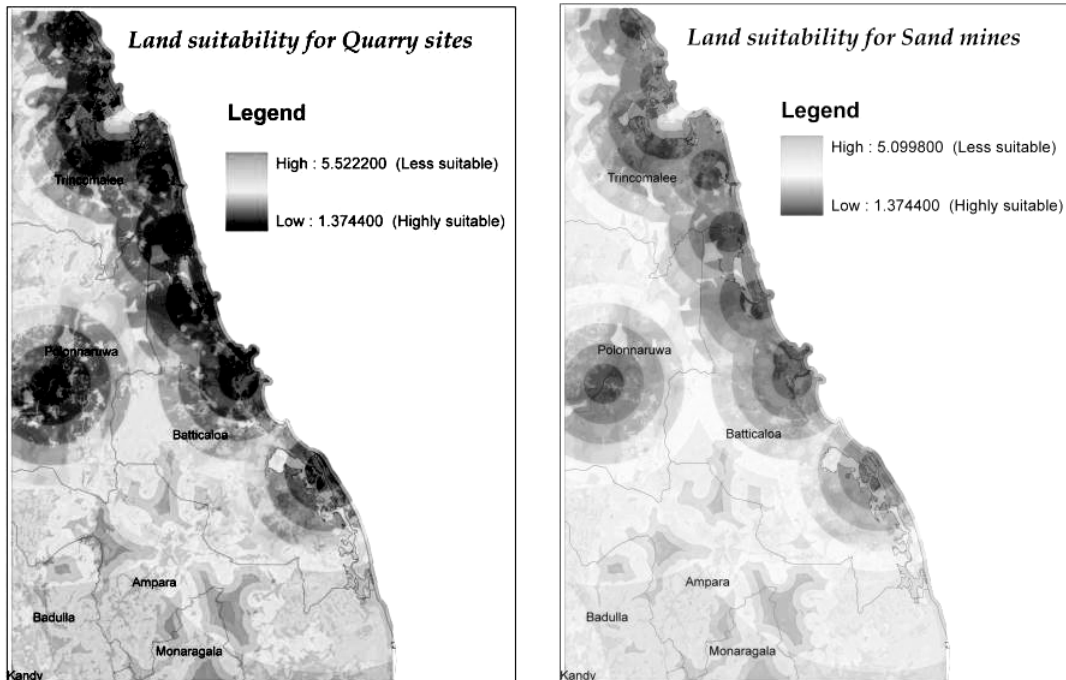 Land suitability for Quarry sites
Legend
High : 5.522200 (Less suitable)
Low : 1.374400 (Highly suitable)
Trincomalee
Polonnaruwa
Batticaloa
Ampara
Badulla
Monaragala
Kandy
Land suitability for Sand mines
Legend
High : 5.099800 (Less suitable)
Low : 1.374400 (Highly suitable)
Trincomalee
Polonnaruwa
Batticaloa
Ampara
Badulla
Monaragala
Kandy